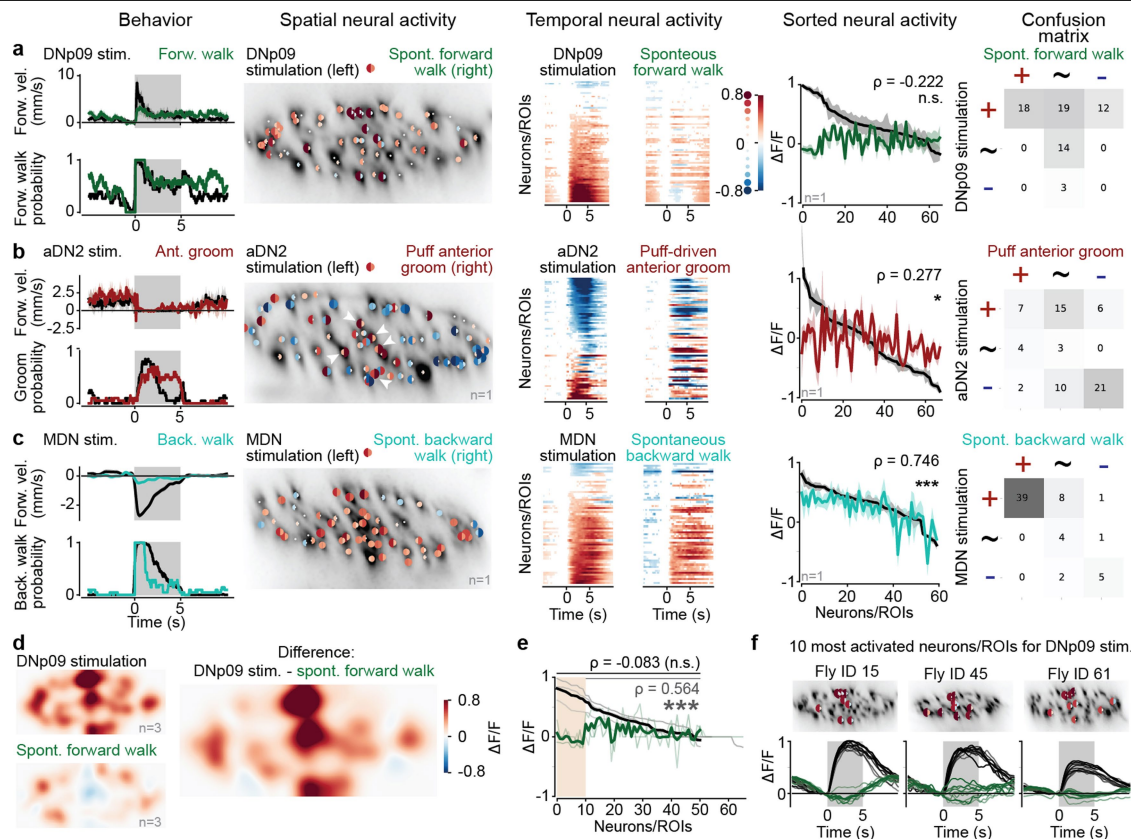 Behavior
Spatial neural activity
Temporal neural activity
Sorted neural activity
Confusion
matrix
a
DNp09 stim.
Forw. walk
Forw. vel.
(mm/s)
10
0
Forw. walk
probability
1
0
0
5
DNp09
stimulation (left)
Spont. forward
walk (right)
DNp09
stimulation
Sponteous
forward walk
Neurons/ROIs
0
5
0
5
0.8
0
-0.8
ΔF/F
1
0
-1
ρ = -0.222
n.s.
n=1
0
20
40
60
Spont. forward walk
+ ~ -
DNp09 stimulation
+ 18 19 12
~ 0 14 0
- 0 3 0
b
aDN2 stim.
Ant. groom
Forw. vel.
(mm/s)
2.5
0
-2.5
Groom
probability
1
0
0
5
aDN2
stimulation (left)
Puff anterior
groom (right)
n=1
aDN2
stimulation
Puff-driven
anterior groom
Neurons/ROIs
0
5
0
5
ΔF/F
1
0
-1
ρ = 0.277
*
n=1
0
20
40
60
Puff anterior groom
+ ~ -
aDN2 stimulation
+ 7 15 6
~ 4 3 0
- 2 10 21
c
MDN stim.
Back. walk
Forw. vel.
(mm/s)
0
-2
Back. walk
probability
1
0
0
5
Time (s)
MDN
stimulation (left)
Spont. backward
walk (right)
n=1
MDN
stimulation
Spontaneous
backward walk
Neurons/ROIs
0
5
0
5
Time (s)
ΔF/F
1
0
-1
ρ = 0.746
***
n=1
0
20
40
60
Neurons/ROIs
Spont. backward walk
+ ~ -
MDN stimulation
+ 39 8 1
~ 0 4 1
- 0 2 5
d
DNp09 stimulation
n=3
Spont. forward walk
n=3
Difference:
DNp09 stim. - spont. forward walk
0.8
0
-0.8
ΔF/F
e
ρ = -0.083 (n.s.)
ρ = 0.564
***
1
0
-1
0
10
20
30
40
50
60
Neurons/ROIs
f
10 most activated neurons/ROIs for DNp09 stim.
Fly ID 15
Fly ID 45
Fly ID 61
ΔF/F
1
0
0
5
0
5
0
5
Time (s)
Time (s)
Time (s)